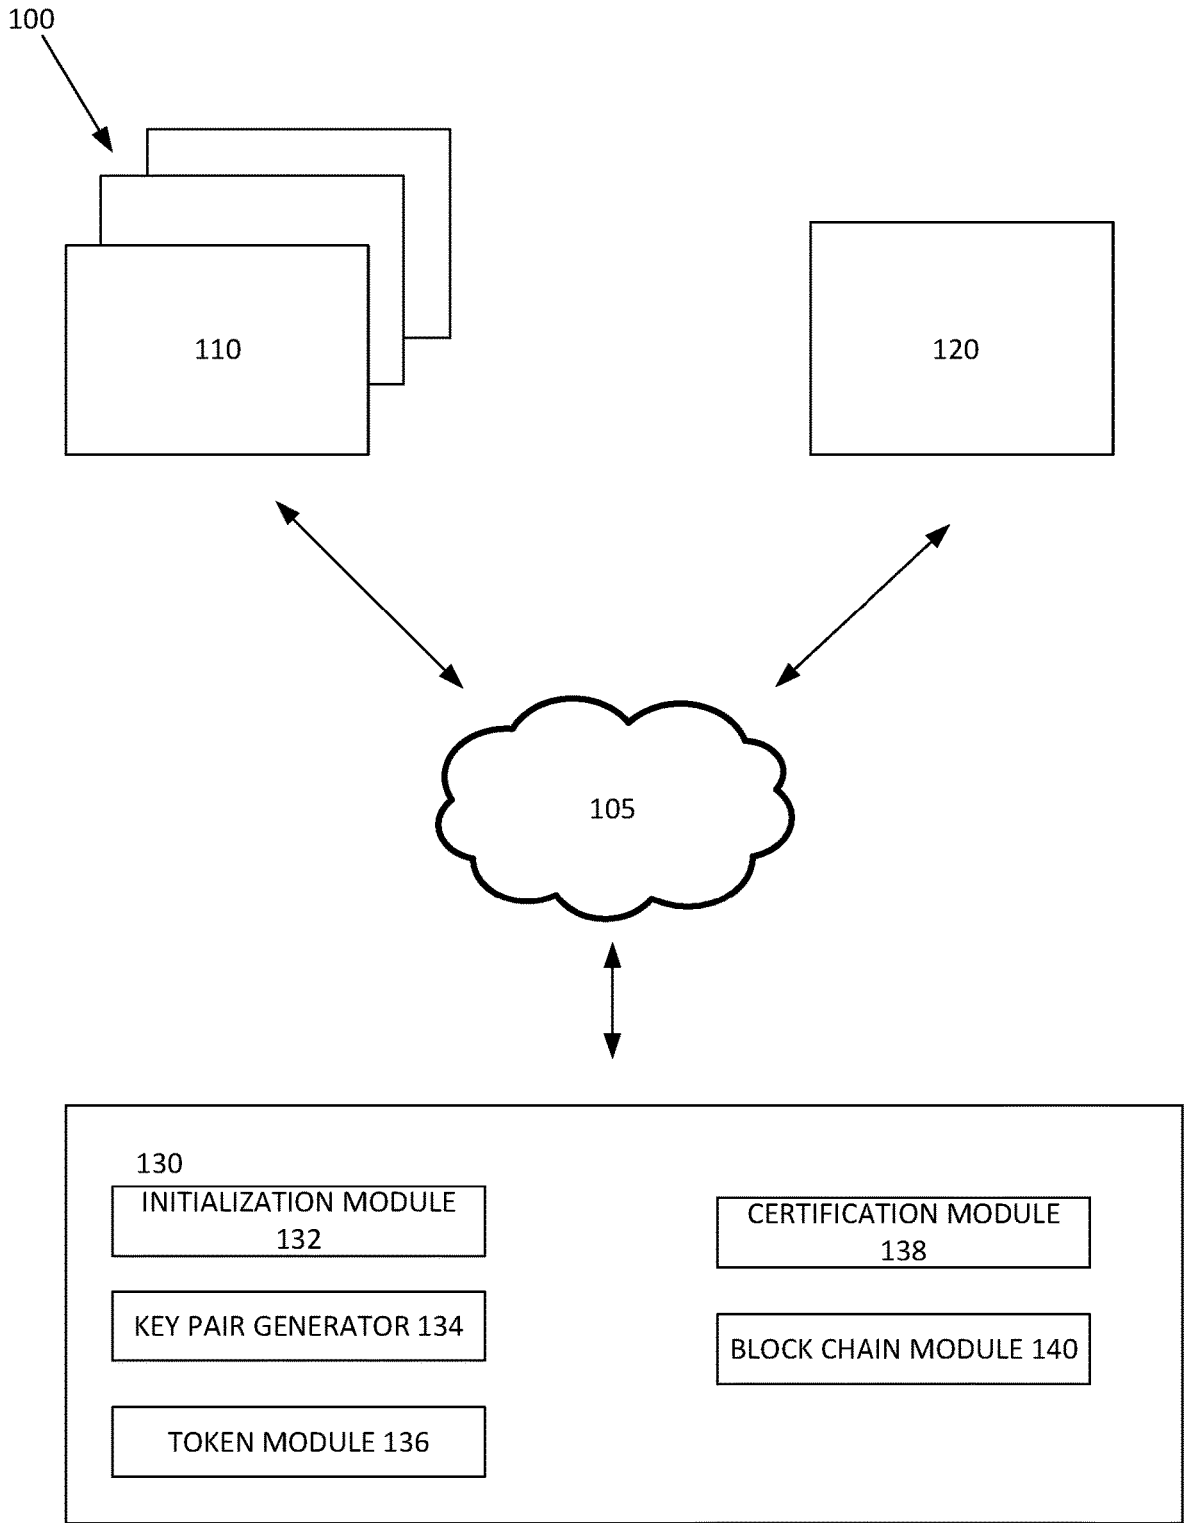 100
110
120
105
130
INITIALIZATION MODULE
132
KEY PAIR GENERATOR 134
TOKEN MODULE 136
CERTIFICATION MODULE
138
BLOCK CHAIN MODULE 140